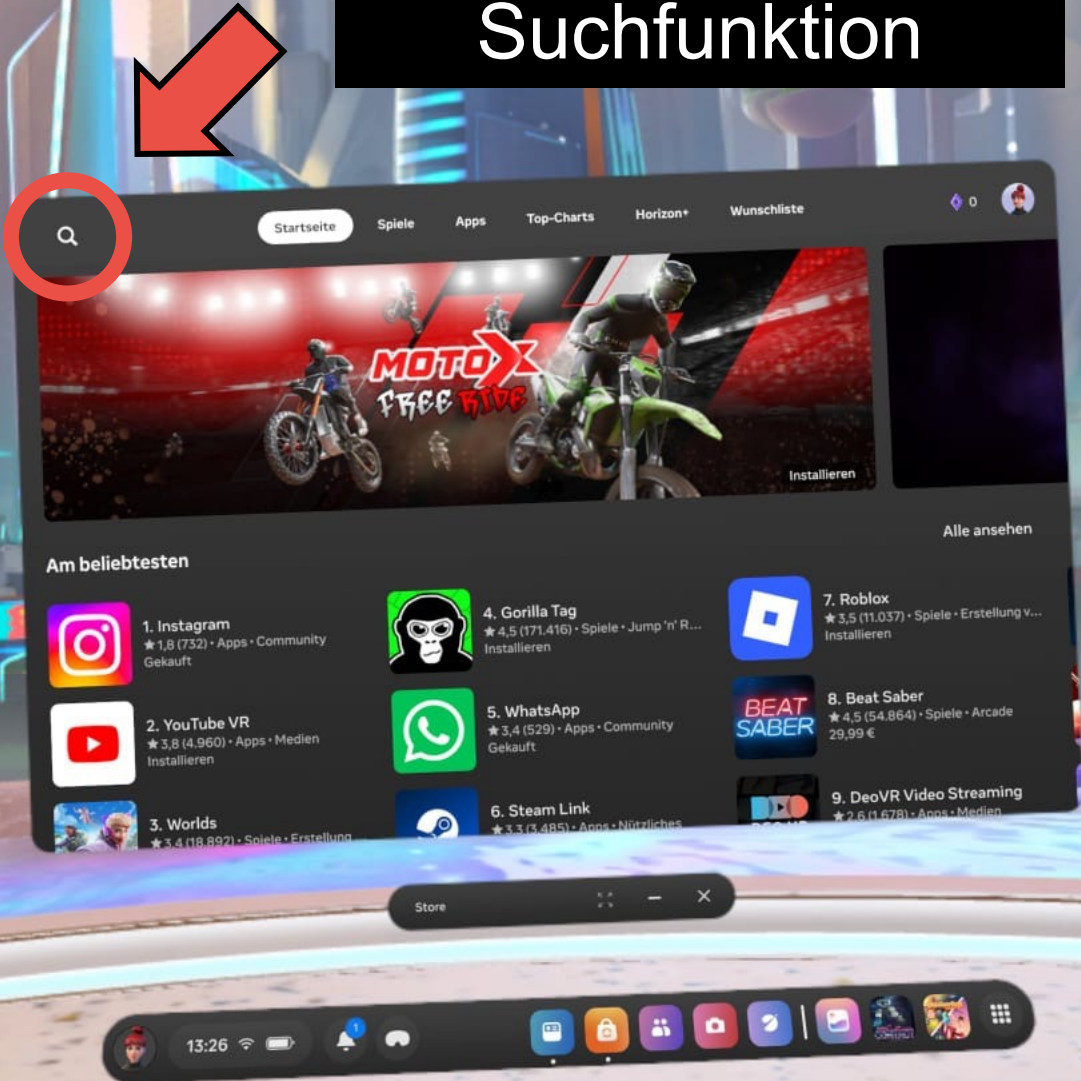 Suchfunktion
Startseite Spiele Apps Top-Charts Horizon+ Wunschliste 0
MOTO X
FREE RIDE
Installieren
Am beliebtesten Alle ansehen
1. Instagram
★1,8 (732) • Apps • Community
Gekauft
2. YouTube VR
★3,8 (4.960) • Apps • Medien
Installieren
3. Worlds
★3,4 (18.892) • Spiele • Erstellung
4. Gorilla Tag
★4,5 (171.416) • Spiele • Jump 'n' R...
Installieren
5. WhatsApp
★3,4 (529) • Apps • Community
Gekauft
6. Steam Link
★3,3 (3.485) • Apps • Nützliches
7. Roblox
★3,5 (11.037) • Spiele • Erstellung v...
Installieren
BEAT
SABER
8. Beat Saber
★4,5 (54.864) • Spiele • Arcade
29,99 €
9. DeoVR Video Streaming
★2,6 (1.678) • Apps • Medien
Store
13:26 1